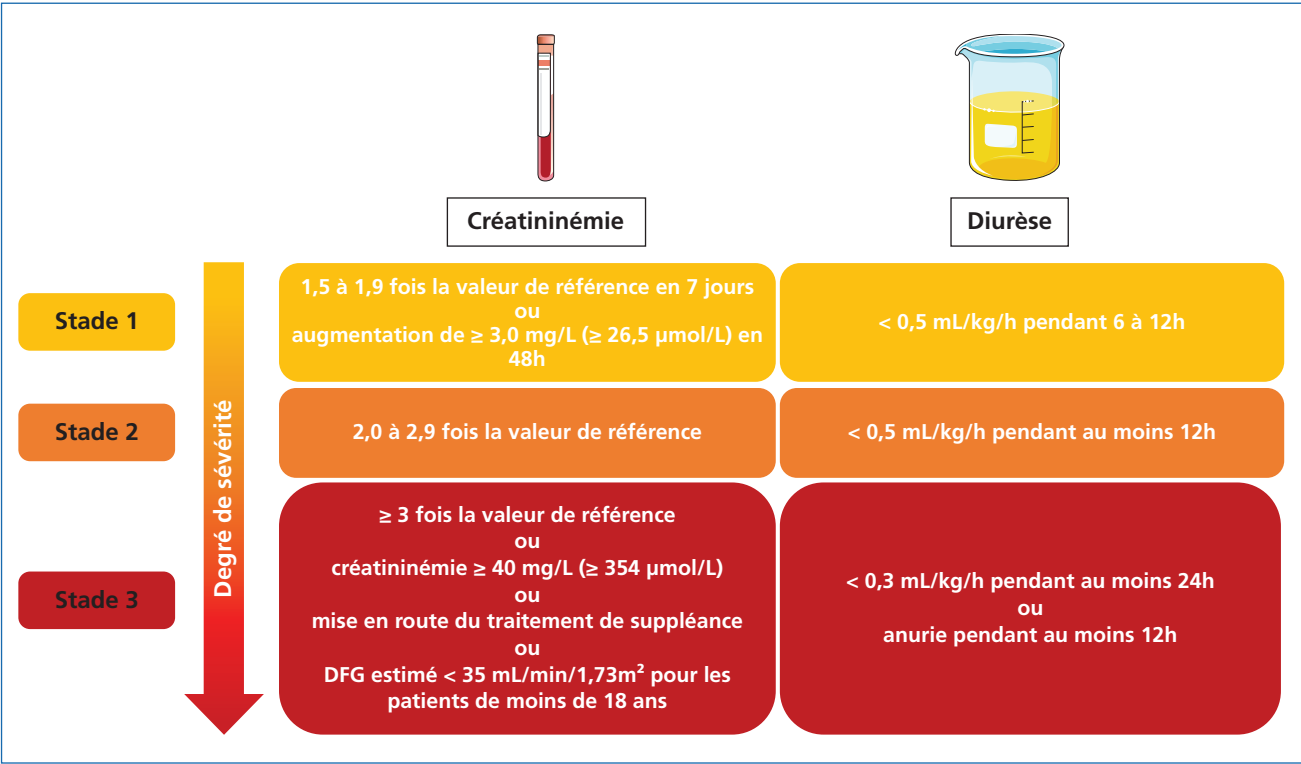 Créatininémie
Diurèse
Degré de sévérité
Stade 1
1,5 à 1,9 fois la valeur de référence en 7 jours
ou
augmentation de ≥ 3,0 mg/L (≥ 26,5 µmol/L) en
48h
< 0,5 mL/kg/h pendant 6 à 12h
Stade 2
2,0 à 2,9 fois la valeur de référence
< 0,5 mL/kg/h pendant au moins 12h
Stade 3
≥ 3 fois la valeur de référence
ou
créatininémie ≥ 40 mg/L (≥ 354 µmol/L)
ou
mise en route du traitement de suppléance
ou
DFG estimé < 35 mL/min/1,73m² pour les
patients de moins de 18 ans
< 0,3 mL/kg/h pendant au moins 24h
ou
anurie pendant au moins 12h